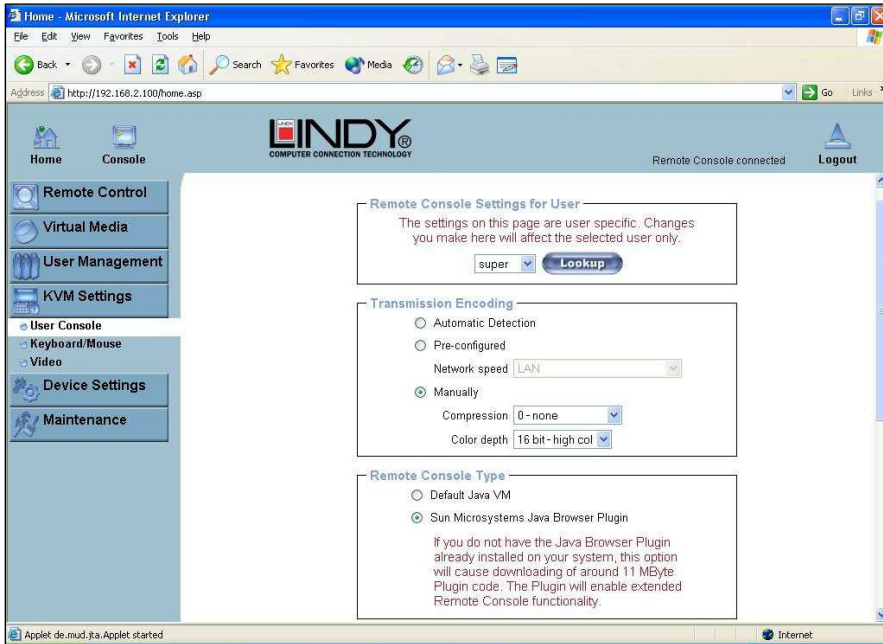 Home - Microsoft Internet Explorer
File Edit View Favorites Tools Help
Back Search Favorites Media
Address http://192.168.2.100/home.asp Go Links »
Home Console
LINDY®
LINDY
COMPUTER CONNECTION TECHNOLOGY
Remote Console connected Logout
Remote Control
Virtual Media
User Management
KVM Settings
User Console
Keyboard/Mouse
Video
Device Settings
Maintenance
Remote Console Settings for User
The settings on this page are user specific. Changes
you make here will affect the selected user only.
super Lookup
Transmission Encoding
Automatic Detection
Pre-configured
Network speed LAN
Manually
Compression 0 - none
Color depth 16 bit - high col
Remote Console Type
Default Java VM
Sun Microsystems Java Browser Plugin
If you do not have the Java Browser Plugin
already installed on your system, this option
will cause downloading of around 11 MByte
Plugin code. The Plugin will enable extended
Remote Console functionality.
Applet de.mud.jta.Applet started Internet